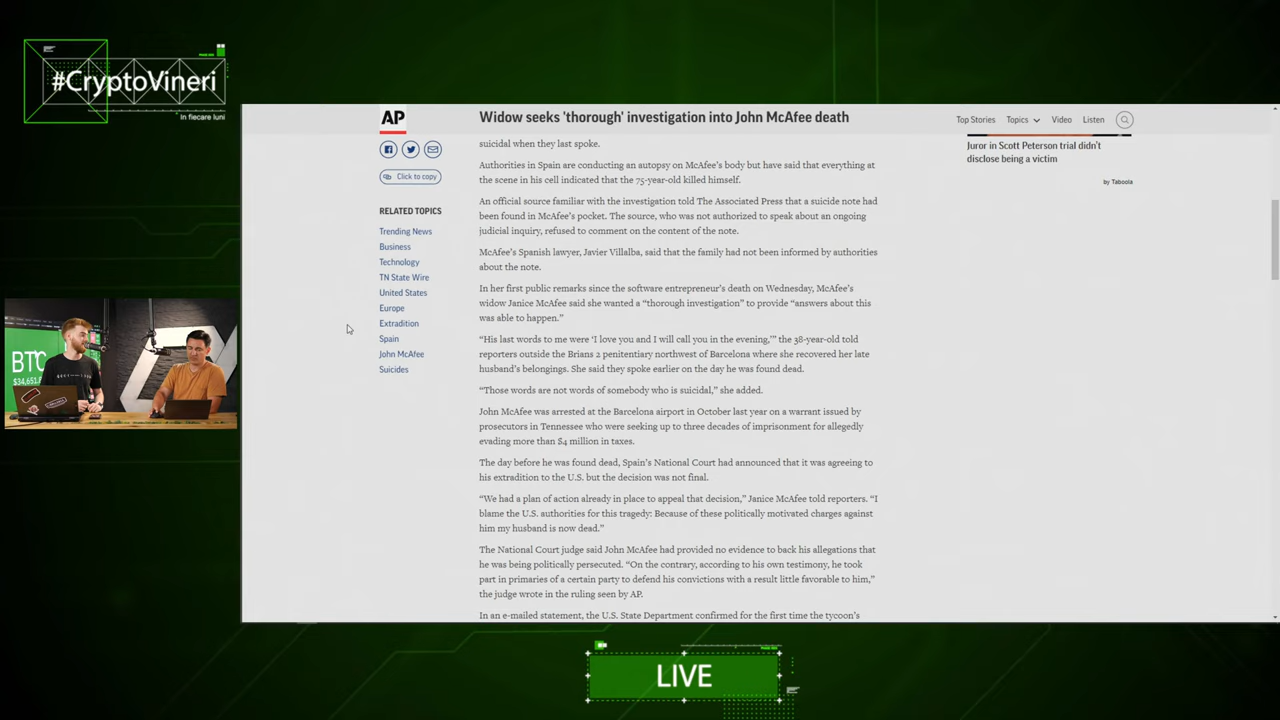 #CryptoVineri
In fiecare luni
AP
Widow seeks 'thorough' investigation into John McAfee death
Top Stories
Topics
Video
Listen
Click to copy
RELATED TOPICS
Trending News
Business
Technology
TN State Wire
United States
Europe
Extradition
Spain
John McAfee
Suicides
suicidal when they last spoke.
Authorities in Spain are conducting an autopsy on McAfee's body but have said that everything at
the scene in his cell indicated that the 75-year-old killed himself.
An official source familiar with the investigation told The Associated Press that a suicide note had
been found in McAfee's pocket. The source, who was not authorized to speak about an ongoing
judicial inquiry, refused to comment on the content of the note.
McAfee's Spanish lawyer, Javier Villalba, said that the family had not been informed by authorities
about the note.
In her first public remarks since the software entrepreneur's death on Wednesday, McAfee's
widow Janice McAfee said she wanted a “thorough investigation” to provide “answers about this
was able to happen.”
“His last words to me were ‘I love you and I will call you in the evening,’” the 38-year-old told
reporters outside the Brians 2 penitentiary northwest of Barcelona where she recovered her late
husband's belongings. She said they spoke earlier on the day he was found dead.
“Those words are not words of somebody who is suicidal,” she added.
John McAfee was arrested at the Barcelona airport in October last year on a warrant issued by
prosecutors in Tennessee who were seeking up to three decades of imprisonment for allegedly
evading more than $4 million in taxes.
The day before he was found dead, Spain's National Court had announced that it was agreeing to
his extradition to the U.S. but the decision was not final.
“We had a plan of action already in place to appeal that decision,” Janice McAfee told reporters. “I
blame the U.S. authorities for this tragedy: Because of these politically motivated charges against
him my husband is now dead.”
The National Court judge said John McAfee had provided no evidence to back his allegations that
he was being politically persecuted. “On the contrary, according to his own testimony, he took
part in primaries of a certain party to defend his convictions with a result little favorable to him,”
the judge wrote in the ruling seen by AP.
In an e-mailed statement, the U.S. State Department confirmed for the first time the tycoon's
Juror in Scott Peterson trial didn't
disclose being a victim
by Taboola
BTC
$34,651.8
LIVE